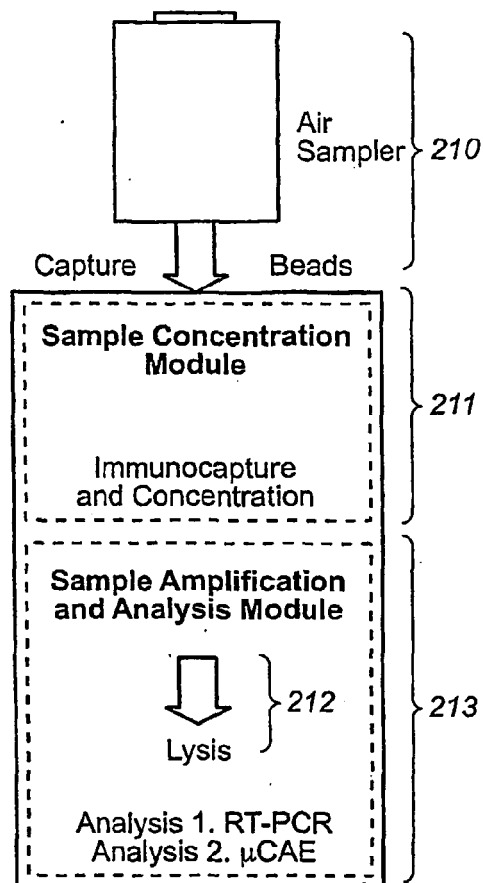 Air
Sampler
210
Capture Beads
Sample Concentration
Module
211
Immunocapture
and Concentration
Sample Amplification
and Analysis Module
212
213
Lysis
Analysis 1. RT-PCR
Analysis 2. μCAE